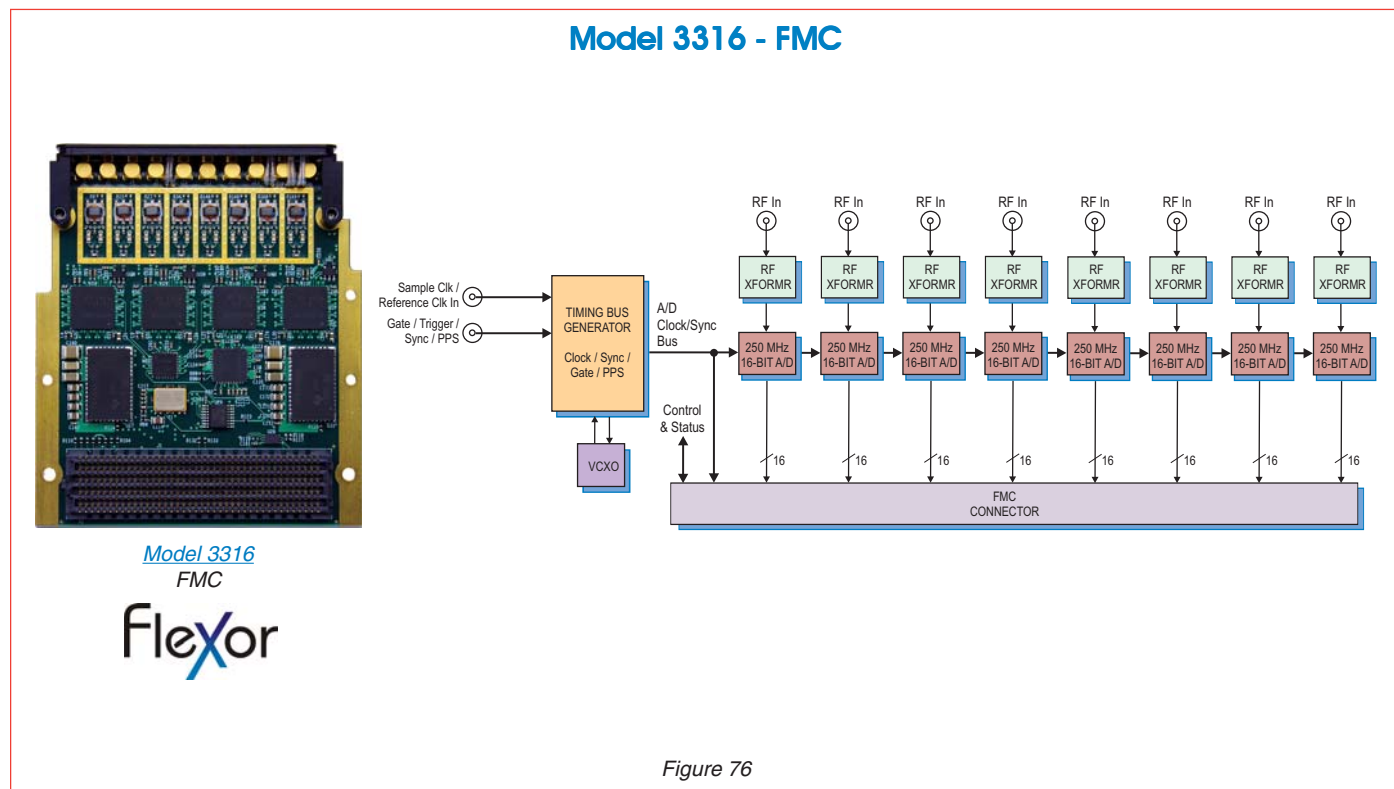 Model 3316 - FMC
Model 3316
FMC
Flexor
Sample Clk /
Reference Clk In
Gate / Trigger /
Sync / PPS
TIMING BUS
GENERATOR
Clock / Sync /
Gate / PPS
VCXO
A/D
Clock/Sync
Bus
Control
& Status
RF In
RF In
RF In
RF In
RF In
RF In
RF In
RF In
RF
XFORMR
RF
XFORMR
RF
XFORMR
RF
XFORMR
RF
XFORMR
RF
XFORMR
RF
XFORMR
RF
XFORMR
250 MHz
16-BIT A/D
250 MHz
16-BIT A/D
250 MHz
16-BIT A/D
250 MHz
16-BIT A/D
250 MHz
16-BIT A/D
250 MHz
16-BIT A/D
250 MHz
16-BIT A/D
250 MHz
16-BIT A/D
16
16
16
16
16
16
16
16
FMC
CONNECTOR
Figure 76